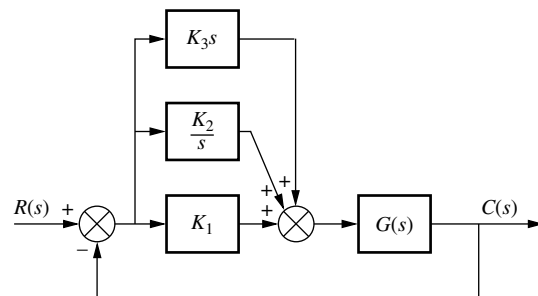 K₃s
K₂
s
R(s) + K₁ + + + G(s) C(s)
−